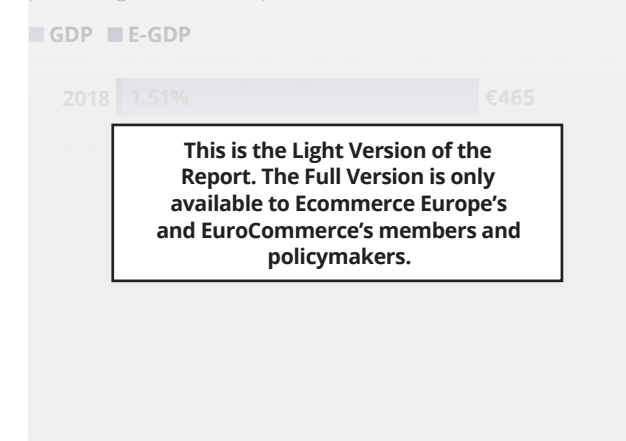 GDP E-GDP
2018 1.51% €465
This is the Light Version of the
Report. The Full Version is only
available to Ecommerce Europe’s
and EuroCommerce’s members and
policymakers.